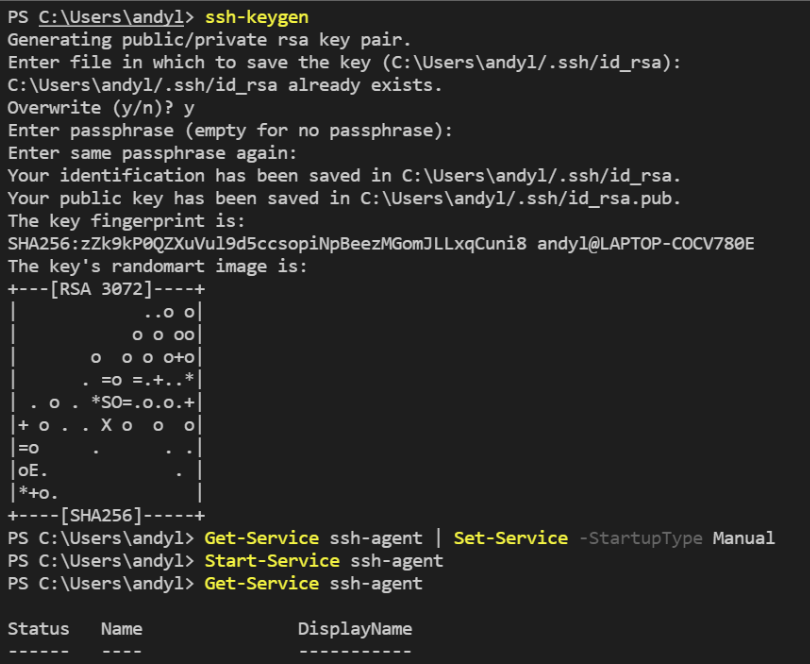 PS C:\Users\andyl> ssh-keygen
Generating public/private rsa key pair.
Enter file in which to save the key (C:\Users\andyl/.ssh/id_rsa):
C:\Users\andyl/.ssh/id_rsa already exists.
Overwrite (y/n)? y
Enter passphrase (empty for no passphrase):
Enter same passphrase again:
Your identification has been saved in C:\Users\andyl/.ssh/id_rsa.
Your public key has been saved in C:\Users\andyl/.ssh/id_rsa.pub.
The key fingerprint is:
SHA256:zZk9kP0QZXuVul9d5ccsopiNpBeezMGomJLLxqCuni8 andyl@LAPTOP-COCV780E
The key's randomart image is:
+---[RSA 3072]----+
|            ..o o|
|           o o oo|
|       o  o o o+o|
|      . =o =.+..*|
| . o . *SO=.o.o.+|
|+ o . . X o  o  o|
|=o     .      . .|
|oE.            . |
|*+o.             |
+----[SHA256]-----+
PS C:\Users\andyl> Get-Service ssh-agent | Set-Service -StartupType Manual
PS C:\Users\andyl> Start-Service ssh-agent
PS C:\Users\andyl> Get-Service ssh-agent
Status   Name               DisplayName
------   ----               -----------